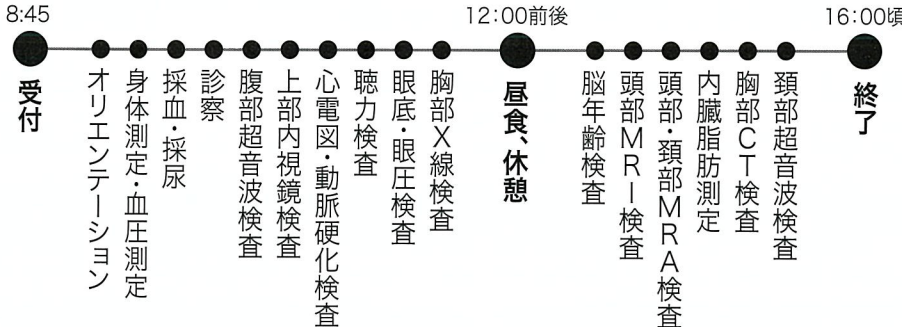 8:45
受付
オリエンテーション
身体測定・血圧測定
採血・採尿
診察
腹部超音波検査
上部内視鏡検査
心電図・動脈硬化検査
聴力検査
眼底・眼圧検査
胸部X線検査
12:00前後
昼食、休憩
脳年齢検査
頭部MRI検査
頭部・頸部MRA検査
内臓脂肪測定
胸部CT検査
頚部超音波検査
16:00頃
終了